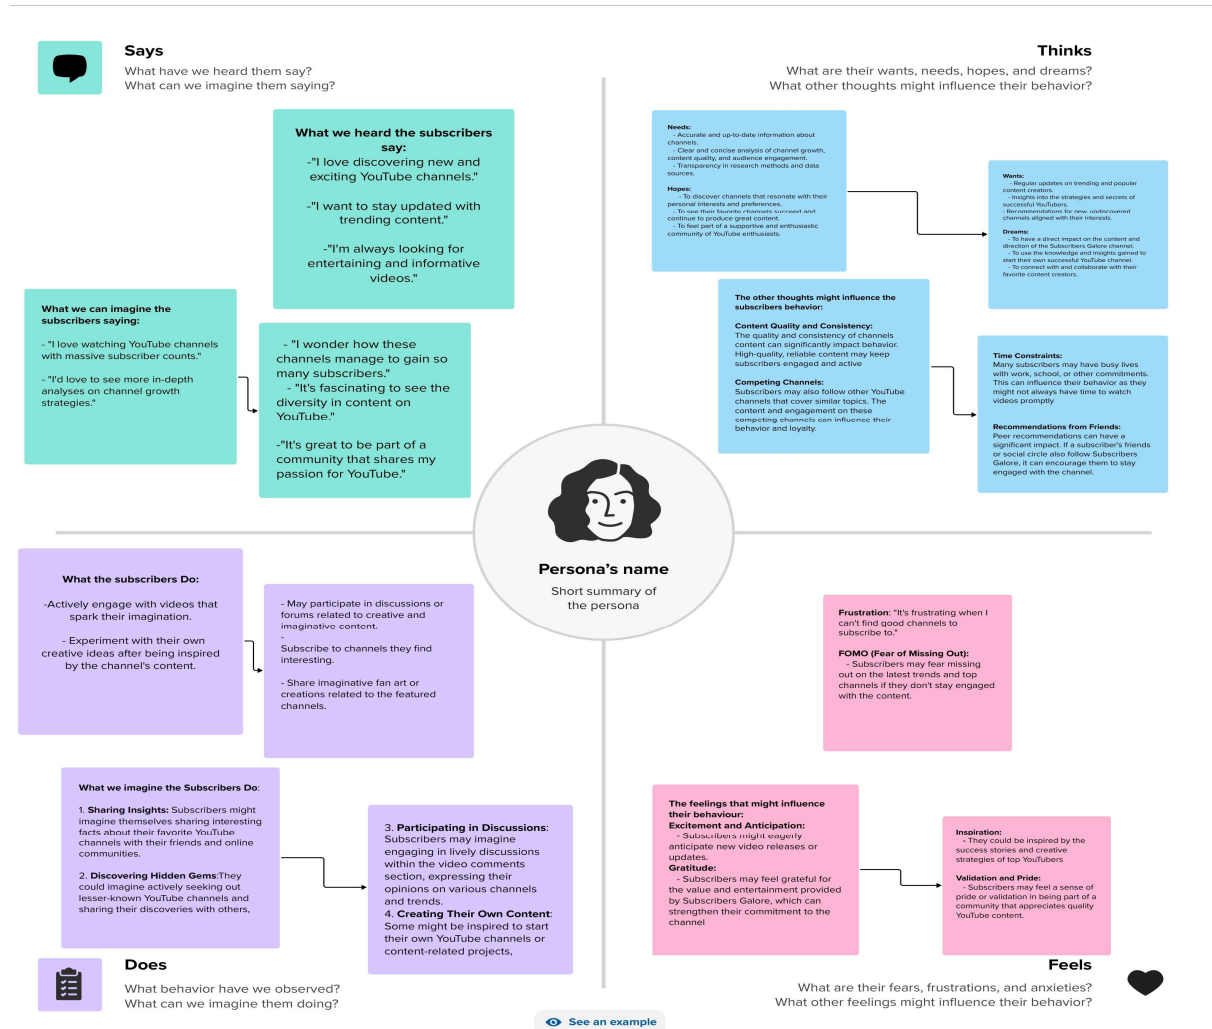 Says
What have we heard them say?
What can we imagine them saying?
What we heard the subscribers
say:
-"I love discovering new and
exciting YouTube channels."
-"I want to stay updated with
trending content."
-"I'm always looking for
entertaining and informative
videos."
What we can imagine the
subscribers saying:
- "I love watching YouTube channels
with massive subscriber counts."
- "I'd love to see more in-depth
analyses on channel growth
strategies."
- "I wonder how these
channels manage to gain so
many subscribers."
- "It's fascinating to see the
diversity in content on
YouTube."
-"It's great to be part of a
community that shares my
passion for YouTube."
Thinks
What are their wants, needs, hopes, and dreams?
What other thoughts might influence their behavior?
Needs:
- Accurate and up-to-date information about
channels.
- Clear and concise analysis of channel growth,
content quality, and audience engagement.
- Transparency in research methods and data
sources.
Hopes:
- To discover channels that resonate with their
personal interests and preferences.
- To see their favorite channels succeed and
continue to produce great content.
- To feel part of a supportive and enthusiastic
community of YouTube enthusiasts.
Wants:
- Regular updates on trending and popular
content creators.
- Insights into the strategies and secrets of
successful YouTubers.
- Recommendations for new, undiscovered
channels aligned with their interests.
Dreams:
- To have a direct impact on the content and
direction of the Subscribers Galore channel.
- To use the knowledge and insights gained to
start their own successful YouTube channel.
- To connect with and collaborate with their
favorite content creators.
The other thoughts might influence the
subscribers behavior:
Content Quality and Consistency:
The quality and consistency of channels
content can significantly impact behavior.
High-quality, reliable content may keep
subscribers engaged and active
Competing Channels:
Subscribers may also follow other YouTube
channels that cover similar topics. The
content and engagement on these
competing channels can influence their
behavior and loyalty.
Time Constraints:
Many subscribers may have busy lives
with work, school, or other commitments.
This can influence their behavior as they
might not always have time to watch
videos promptly
Recommendations from Friends:
Peer recommendations can have a
significant impact. If a subscriber's friends
or social circle also follow Subscribers
Galore, it can encourage them to stay
engaged with the channel.
Persona's name
Short summary of
the persona
What the subscribers Do:
-Actively engage with videos that
spark their imagination.
- Experiment with their own
creative ideas after being inspired
by the channel's content.
- May participate in discussions or
forums related to creative and
imaginative content.
-
Subscribe to channels they find
interesting.
- Share imaginative fan art or
creations related to the featured
channels.
What we imagine the Subscribers Do:
1. Sharing Insights: Subscribers might
imagine themselves sharing interesting
facts about their favorite YouTube
channels with their friends and online
communities.
2. Discovering Hidden Gems:They
could imagine actively seeking out
lesser-known YouTube channels and
sharing their discoveries with others,
3. Participating in Discussions:
Subscribers may imagine
engaging in lively discussions
within the video comments
section, expressing their
opinions on various channels
and trends.
4. Creating Their Own Content:
Some might be inspired to start
their own YouTube channels or
content-related projects,
Does
What behavior have we observed?
What can we imagine them doing?
Frustration: "It's frustrating when I
can't find good channels to
subscribe to."
FOMO (Fear of Missing Out):
- Subscribers may fear missing
out on the latest trends and top
channels if they don't stay engaged
with the content.
The feelings that might influence
their behaviour:
Excitement and Anticipation:
- Subscribers might eagerly
anticipate new video releases or
updates.
Gratitude:
- Subscribers may feel grateful for
the value and entertainment provided
by Subscribers Galore, which can
strengthen their commitment to the
channel
Inspiration:
- They could be inspired by the
success stories and creative
strategies of top YouTubers
Validation and Pride:
- Subscribers may feel a sense of
pride or validation in being part of a
community that appreciates quality
YouTube content.
Feels
What are their fears, frustrations, and anxieties?
What other feelings might influence their behavior?
See an example